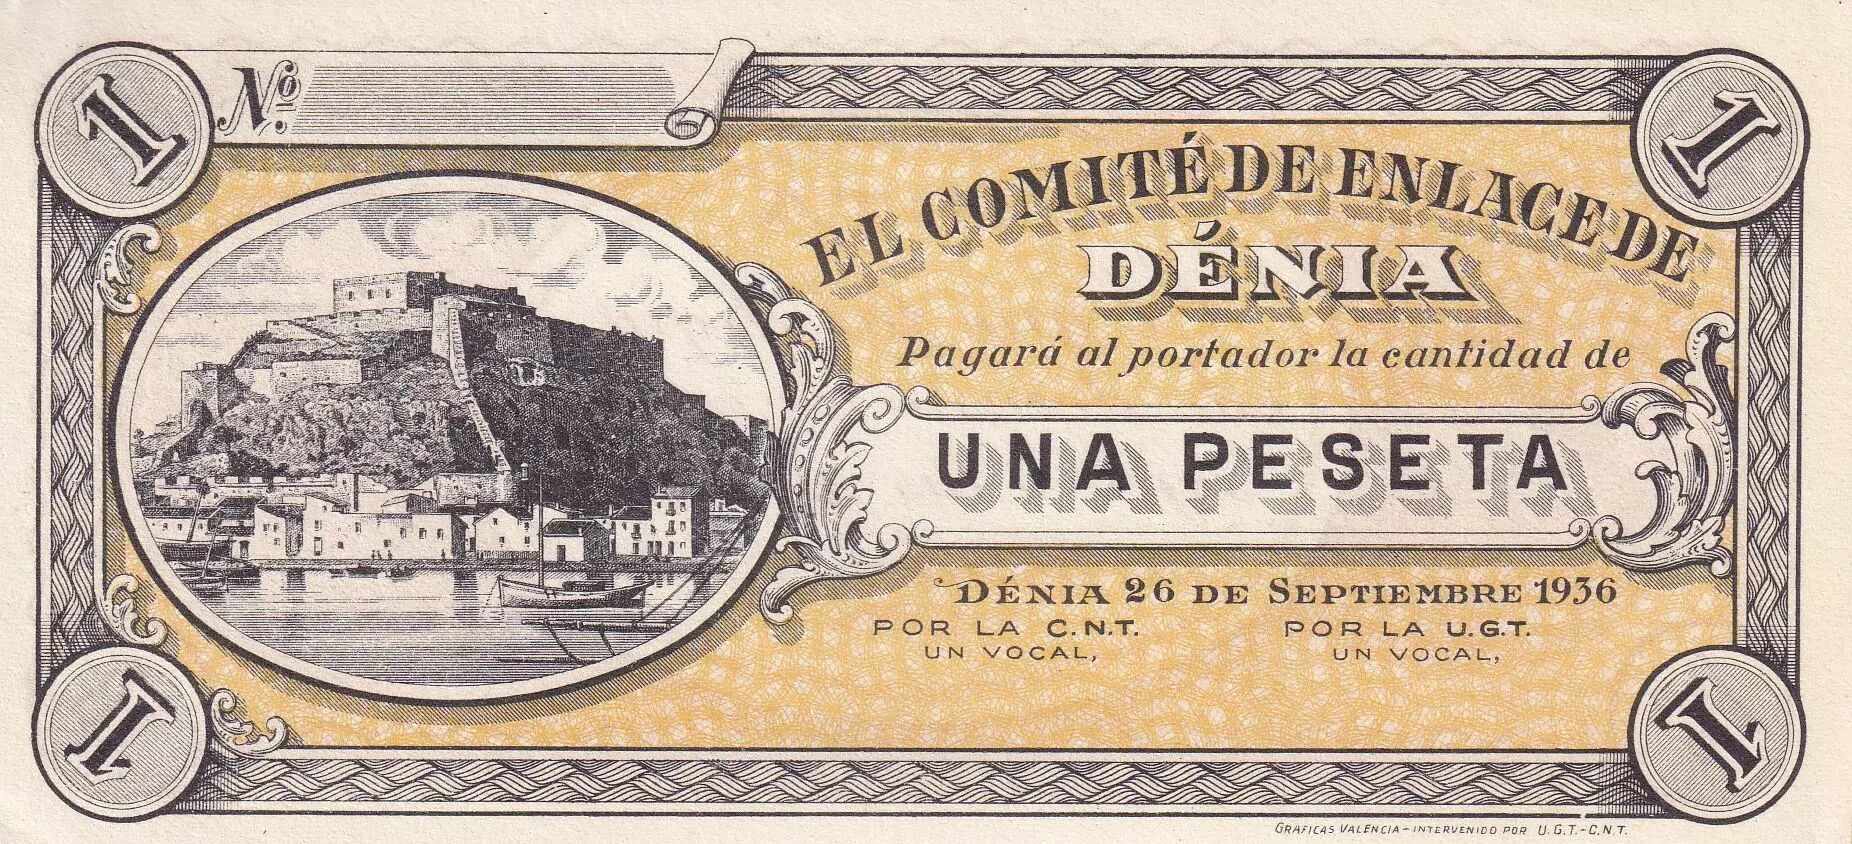 1
Nº.
1
EL COMITÉ DE ENLACE DE
DÉNIA
Pagará al portador la cantidad de
UNA PESETA
DÉNIA 26 DE SEPTIEMBRE 1936
POR LA C.N.T.
UN VOCAL,
POR LA U.G.T.
UN VOCAL,
1
1
GRAFICAS VALENCIA-INTERVENIDO POR U.G.T.-C.N.T.